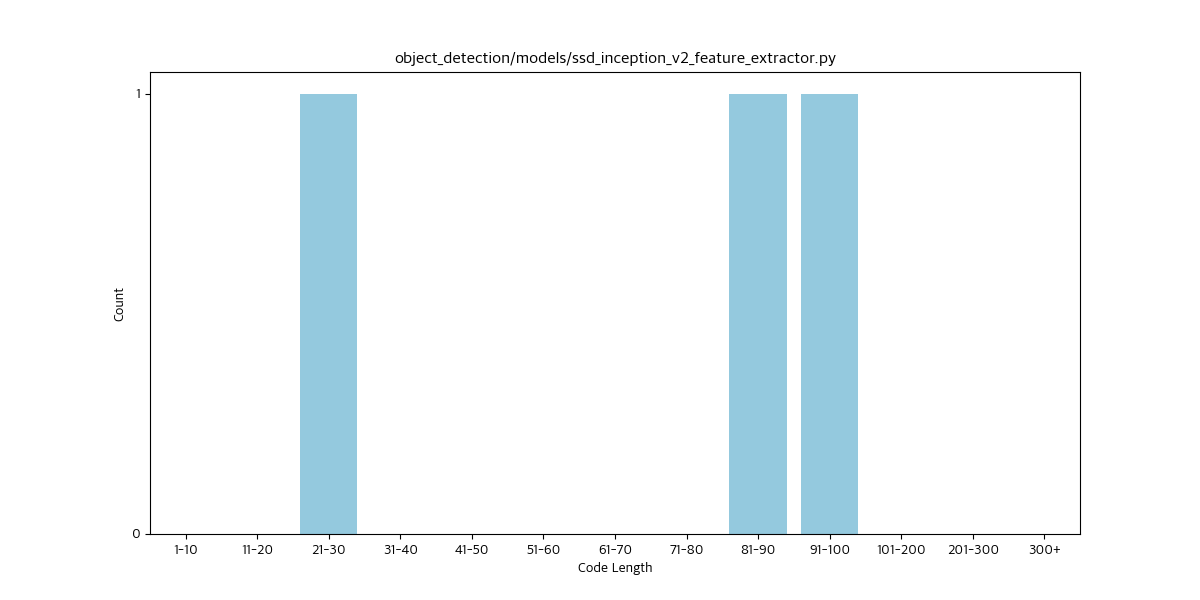 object_detection/models/ssd_inception_v2_feature_extractor.py
1
Count
0
1-10 11-20 21-30 31-40 41-50 51-60 61-70 71-80 81-90 91-100 101-200 201-300 300+
Code Length